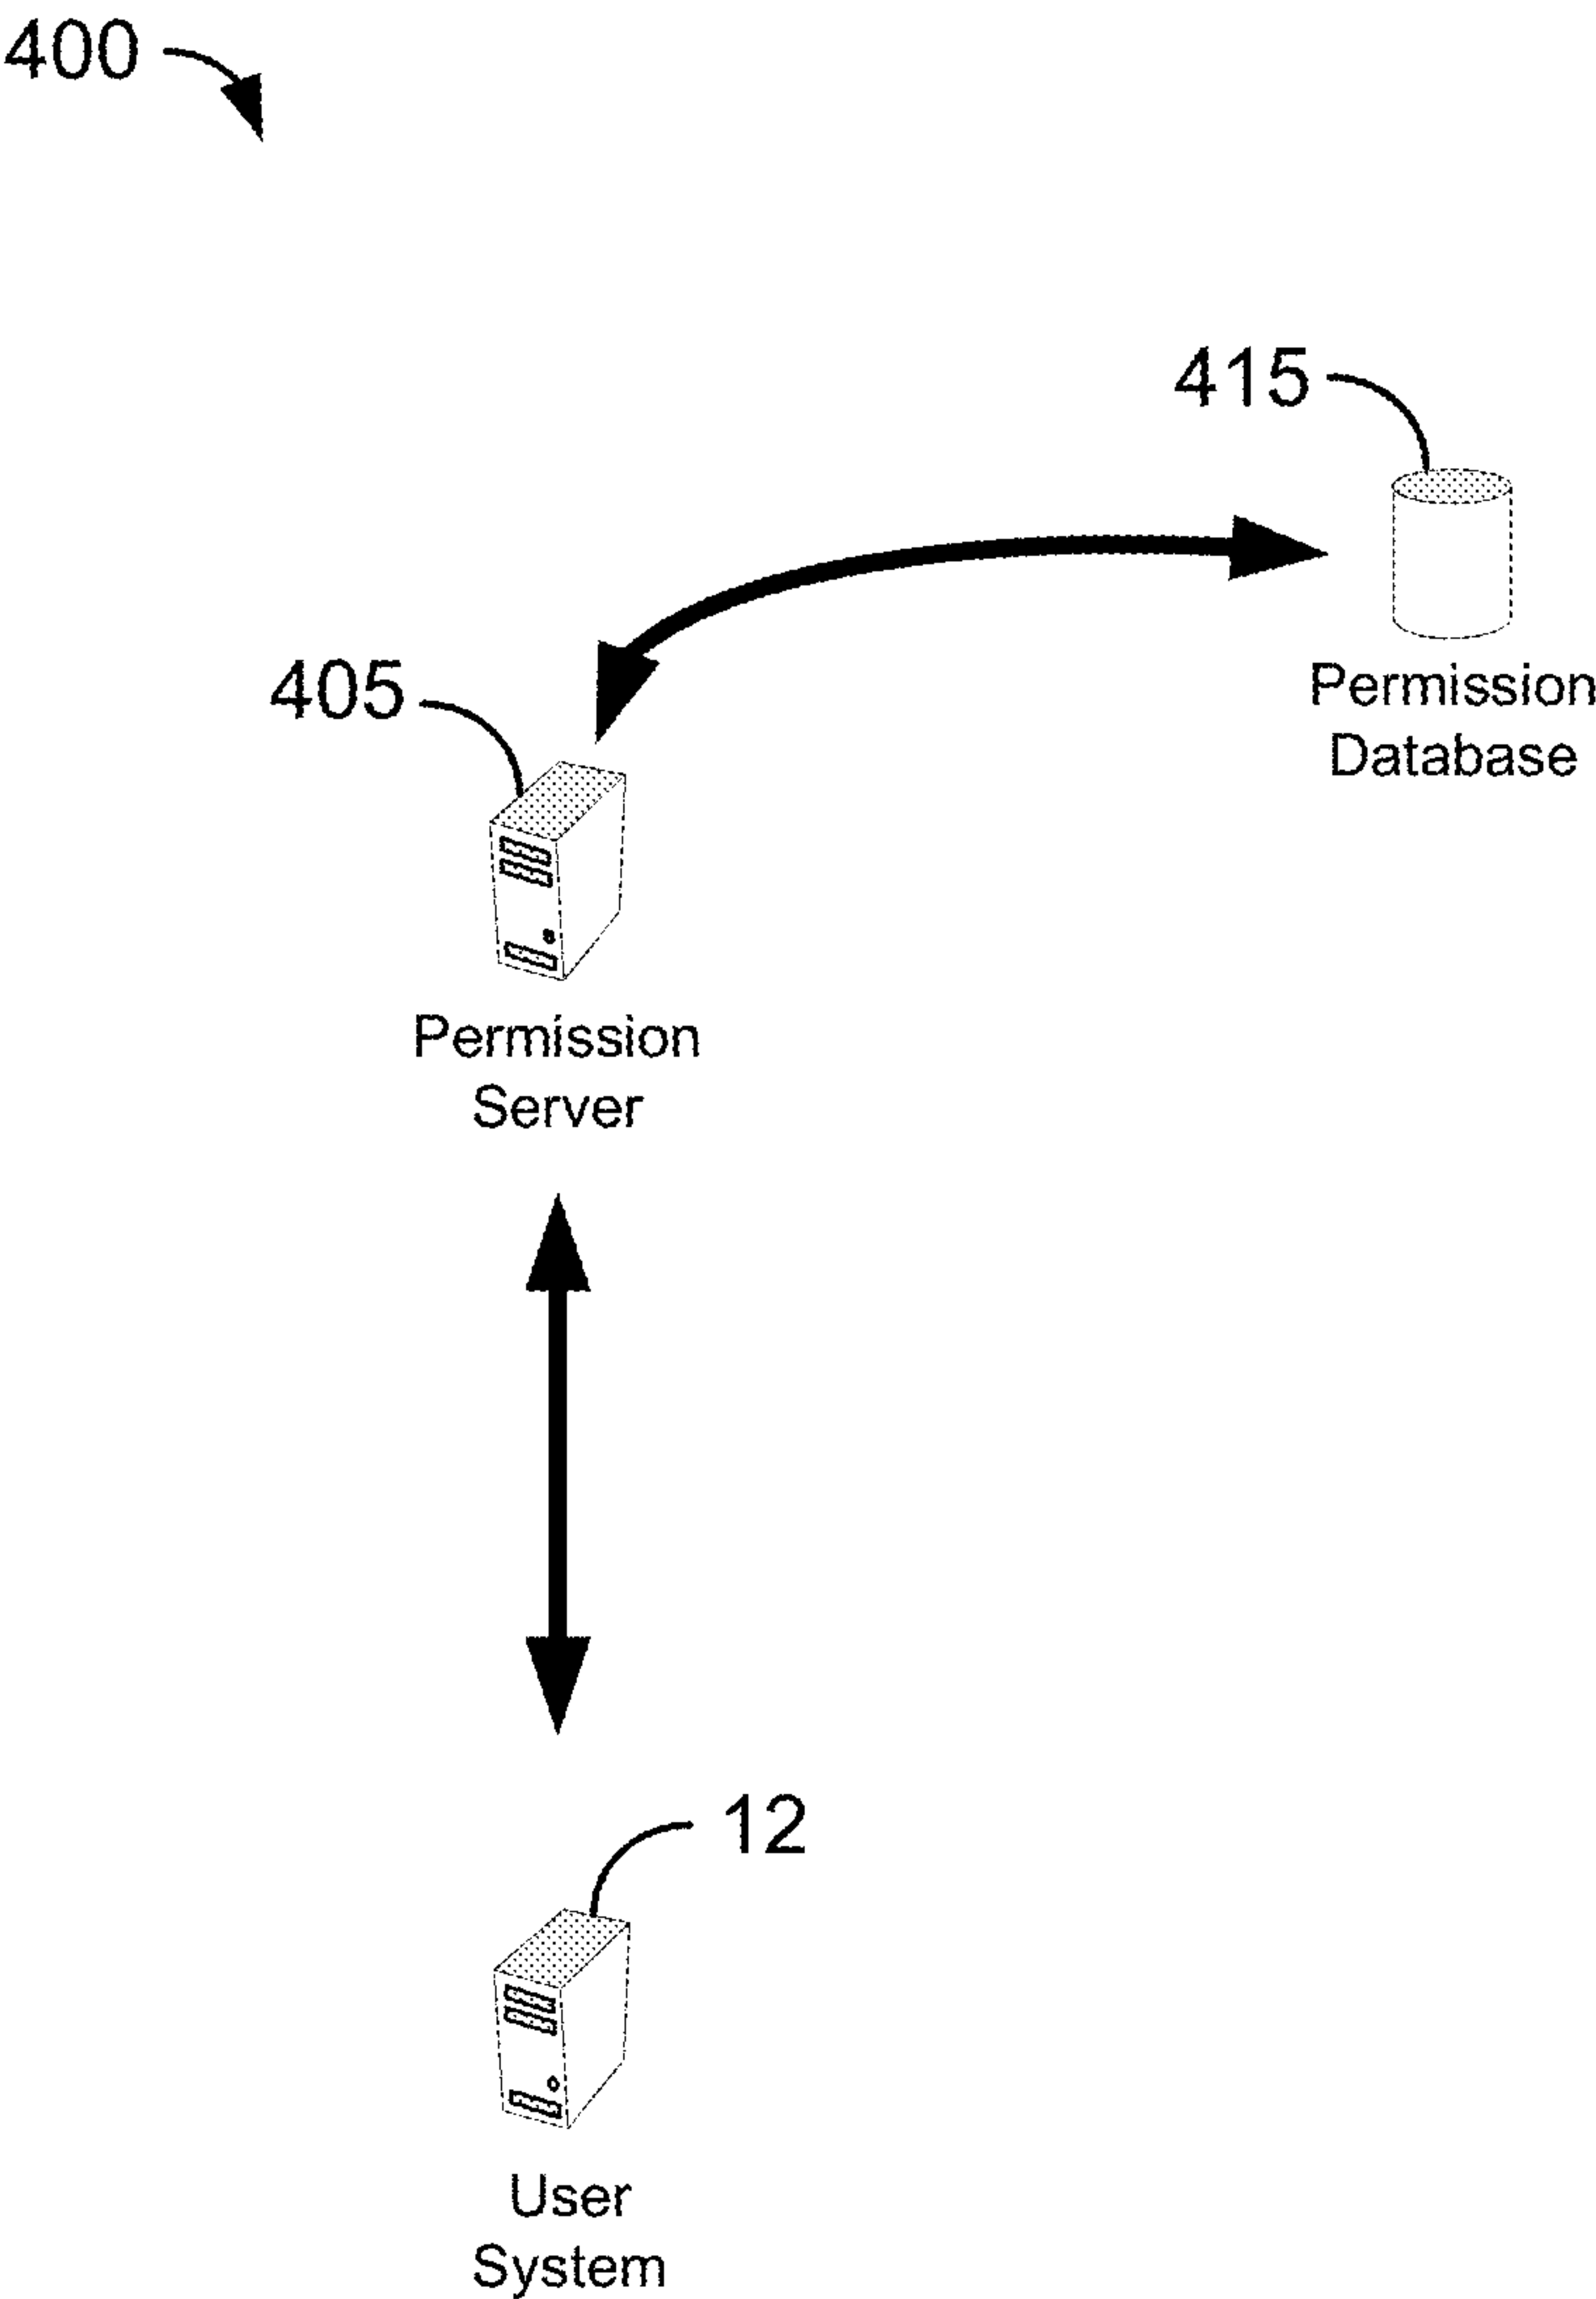 400
415
Permission
Database
405
Permission
Server
12
User
System